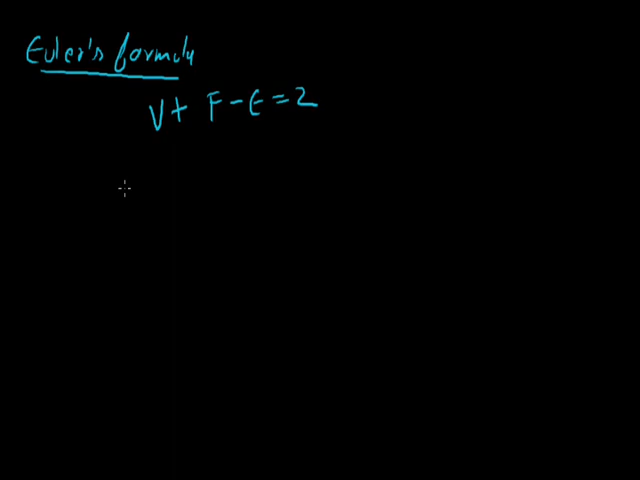 Euler's formula
V + F - E = 2